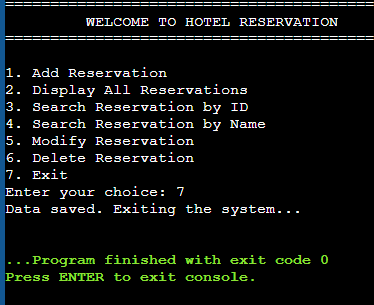 ================================================
WELCOME TO HOTEL RESERVATION
================================================
1. Add Reservation
2. Display All Reservations
3. Search Reservation by ID
4. Search Reservation by Name
5. Modify Reservation
6. Delete Reservation
7. Exit
Enter your choice: 7
Data saved. Exiting the system...
...Program finished with exit code 0
Press ENTER to exit console.